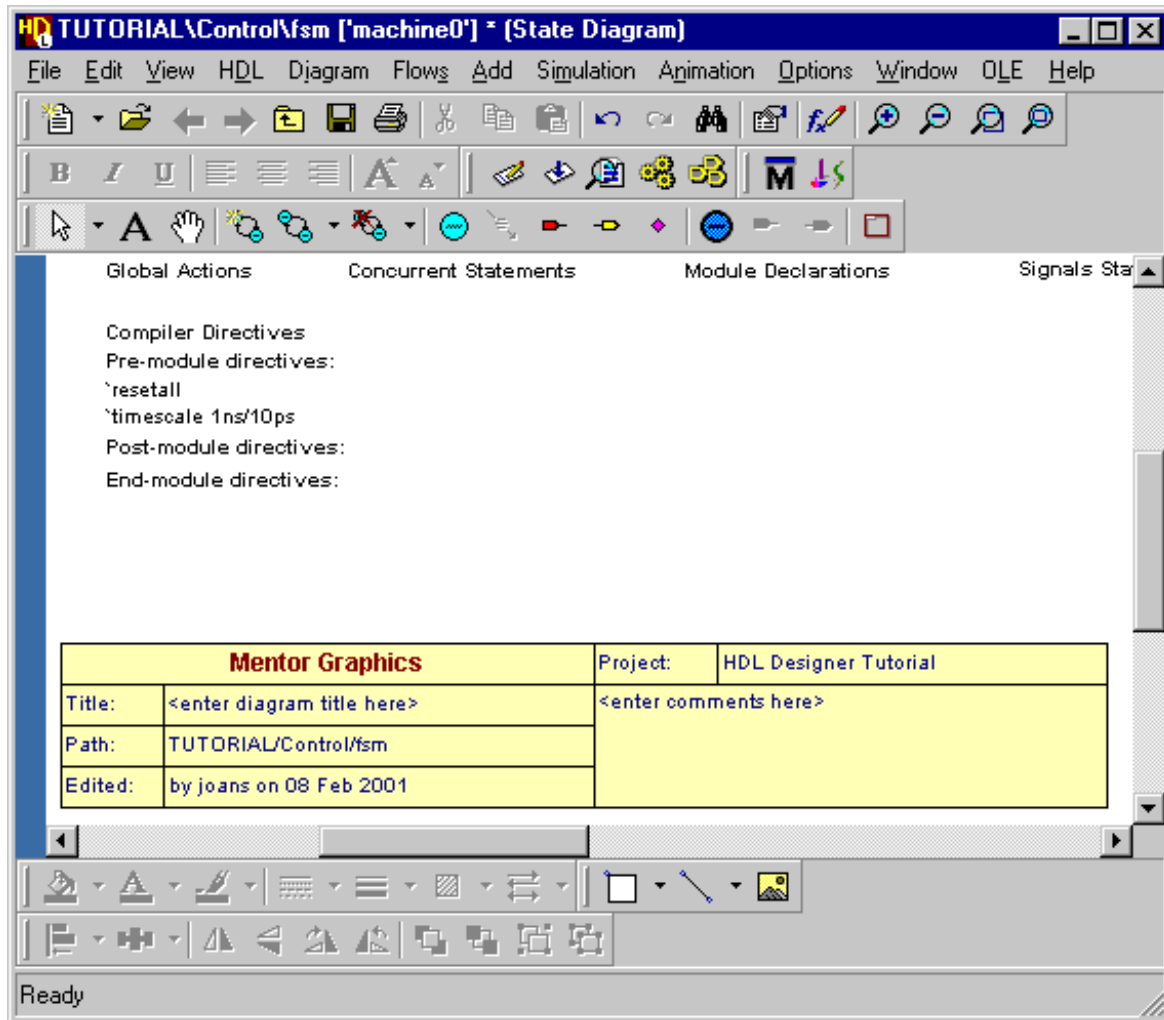 TUTORIAL\Control\fsm ['machine0'] * (State Diagram)
File Edit View HDL Diagram Flows Add Simulation Animation Options Window OLE Help
B I U A A M
A
Global Actions Concurrent Statements Module Declarations Signals Sta
Compiler Directives
Pre-module directives:
`resetall
`timescale 1ns/10ps
Post-module directives:
End-module directives:
Mentor Graphics Project: HDL Designer Tutorial
Title: <enter diagram title here> <enter comments here>
Path: TUTORIAL/Control/fsm
Edited: by joans on 08 Feb 2001
A
Ready